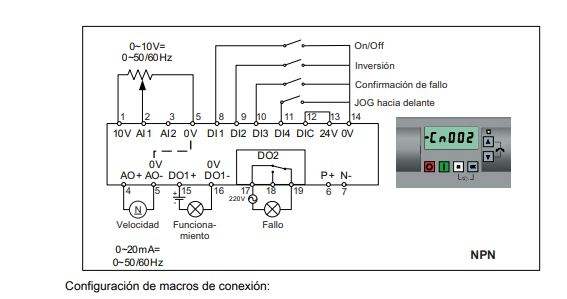 0~10V=
0~50/60Hz
On/Off
Inversión
Confirmación de fallo
JOG hacia delante
1 2 3 5 8 9 10 11 12 13 14
10V AI1 AI2 0V DI1 DI2 DI3 DI4 DIC 24V 0V
-Cn002
0V 0V DO2
AO+ AO- DO1+ DO1- P+ N-
4 5 15 16 17 18 19 6 7
220V
N
Velocidad Funciona-
miento Fallo
0~20mA=
0~50/60Hz
NPN
Configuración de macros de conexión: